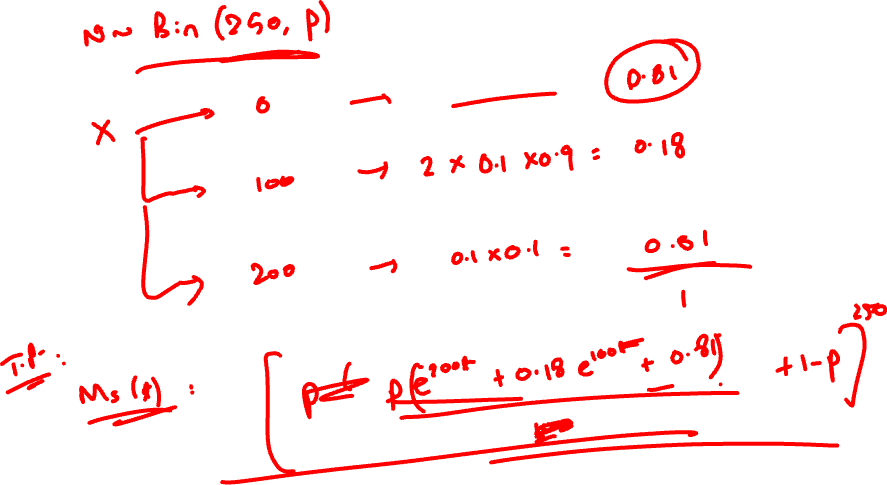 N ~ Bin (250, p)
X → 0 → 0.81
→ 100 → 2 × 0.1 × 0.9 = 0.18
→ 200 → 0.1 × 0.1 = 0.01
1
T.P. : Ms(t) : [ p(e^200t + 0.18 e^100t + 0.81) + 1-p ]^250